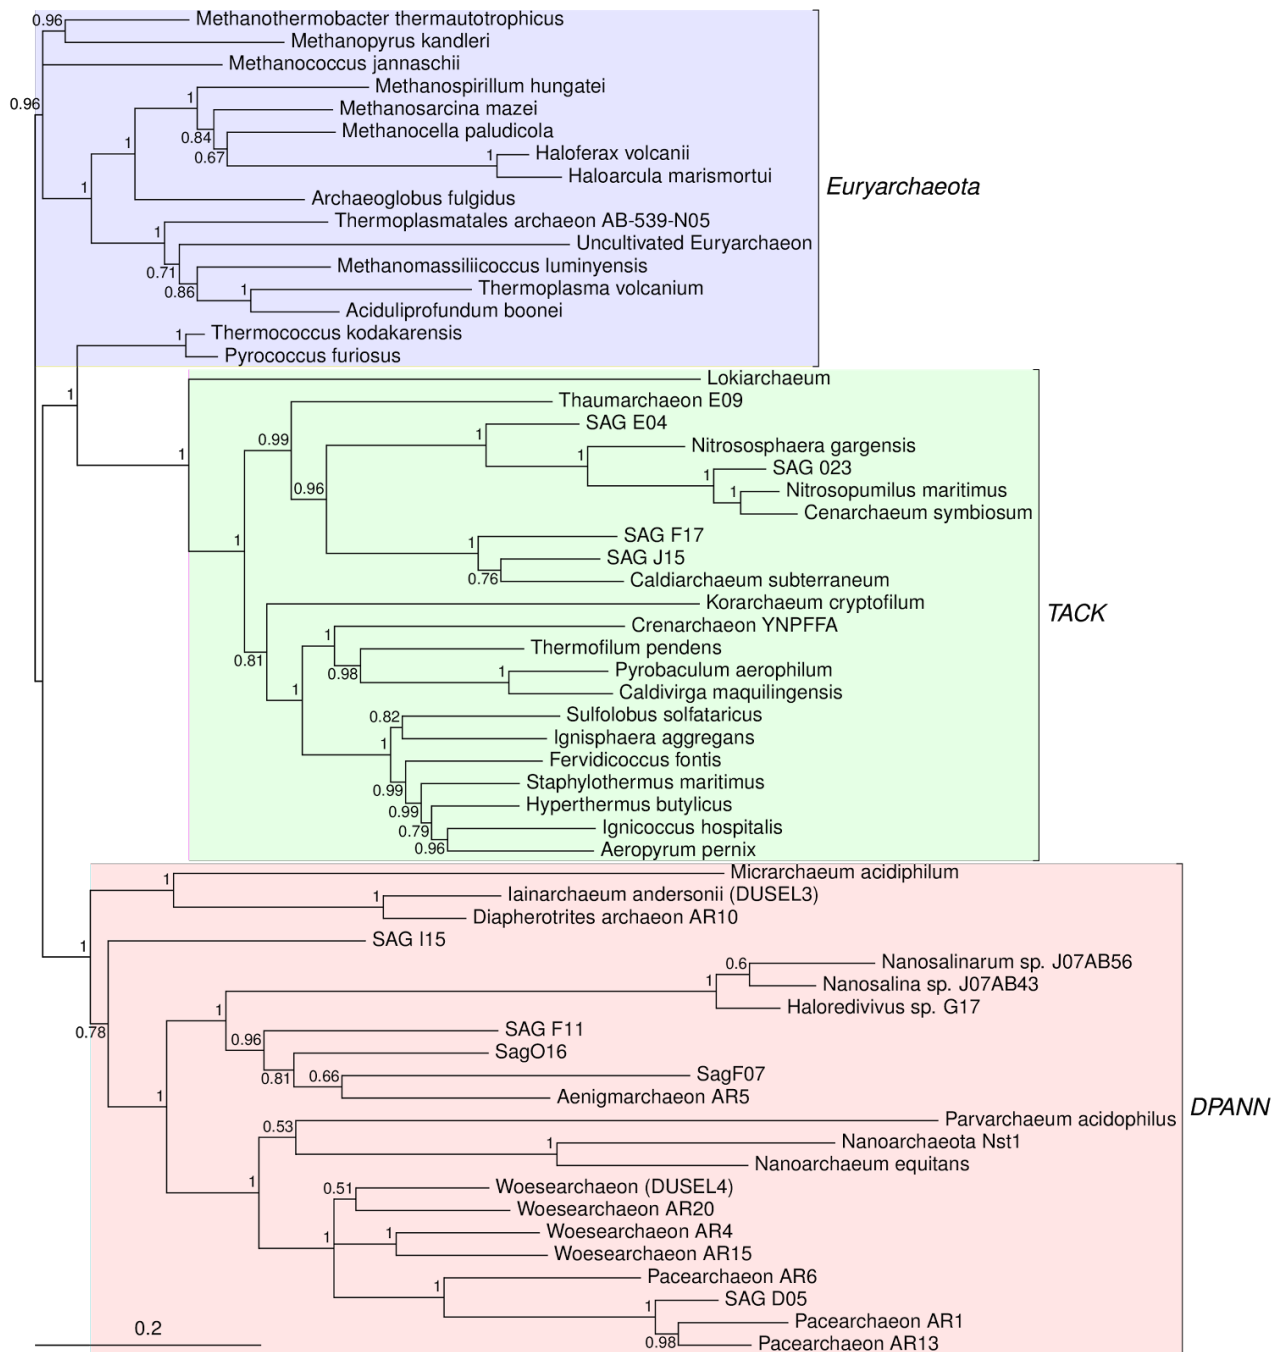 0.96
Methanothermobacter thermautotrophicus
Methanopyrus kandleri
Methanococcus jannaschii
Methanospirillum hungatei
1
0.96
Methanosarcina mazei
0.84
Methanocella paludicola
1
0.67
1
Haloferax volcanii
Haloarcula marismortui
1
Euryarchaeota
Archaeoglobus fulgidus
Thermoplasmatales archaeon AB-539-N05
1
Uncultivated Euryarchaeon
0.71
Methanomassiliicoccus luminyensis
0.86
1
Thermoplasma volcanium
Aciduliprofundum boonei
1
Thermococcus kodakarensis
Pyrococcus furiosus
Lokiarchaeum
1
Thaumarchaeon E09
SAG E04
0.99
1
Nitrososphaera gargensis
1
1
SAG 023
1
0.96
1
Nitrosopumilus maritimus
Cenarchaeum symbiosum
1
1
SAG F17
SAG J15
0.76
Caldiarchaeum subterraneum
Korarchaeum cryptofilum
TACK
Crenarchaeon YNPFFA
1
Thermofilum pendens
0.81
0.98
1
Pyrobaculum aerophilum
1
Caldivirga maquilingensis
0.82
Sulfolobus solfataricus
1
Ignisphaera aggregans
Fervidicoccus fontis
0.99
Staphylothermus maritimus
0.99
Hyperthermus butylicus
0.79
Ignicoccus hospitalis
0.96
Aeropyrum pernix
Micrarchaeum acidiphilum
1
1
Iainarchaeum andersonii (DUSEL3)
Diapherotrites archaeon AR10
1
SAG I15
0.6
Nanosalinarum sp. J07AB56
1
Nanosalina sp. J07AB43
1
Haloredivivus sp. G17
0.78
SAG F11
0.96
SagO16
0.81
0.66
SagF07
1
Aenigmarchaeon AR5
DPANN
0.53
Parvarchaeum acidophilus
1
Nanoarchaeota Nst1
Nanoarchaeum equitans
1
0.51
Woesearchaeon (DUSEL4)
Woesearchaeon AR20
1
1
Woesearchaeon AR4
Woesearchaeon AR15
1
Pacearchaeon AR6
1
SAG D05
Pacearchaeon AR1
0.98
Pacearchaeon AR13
0.2